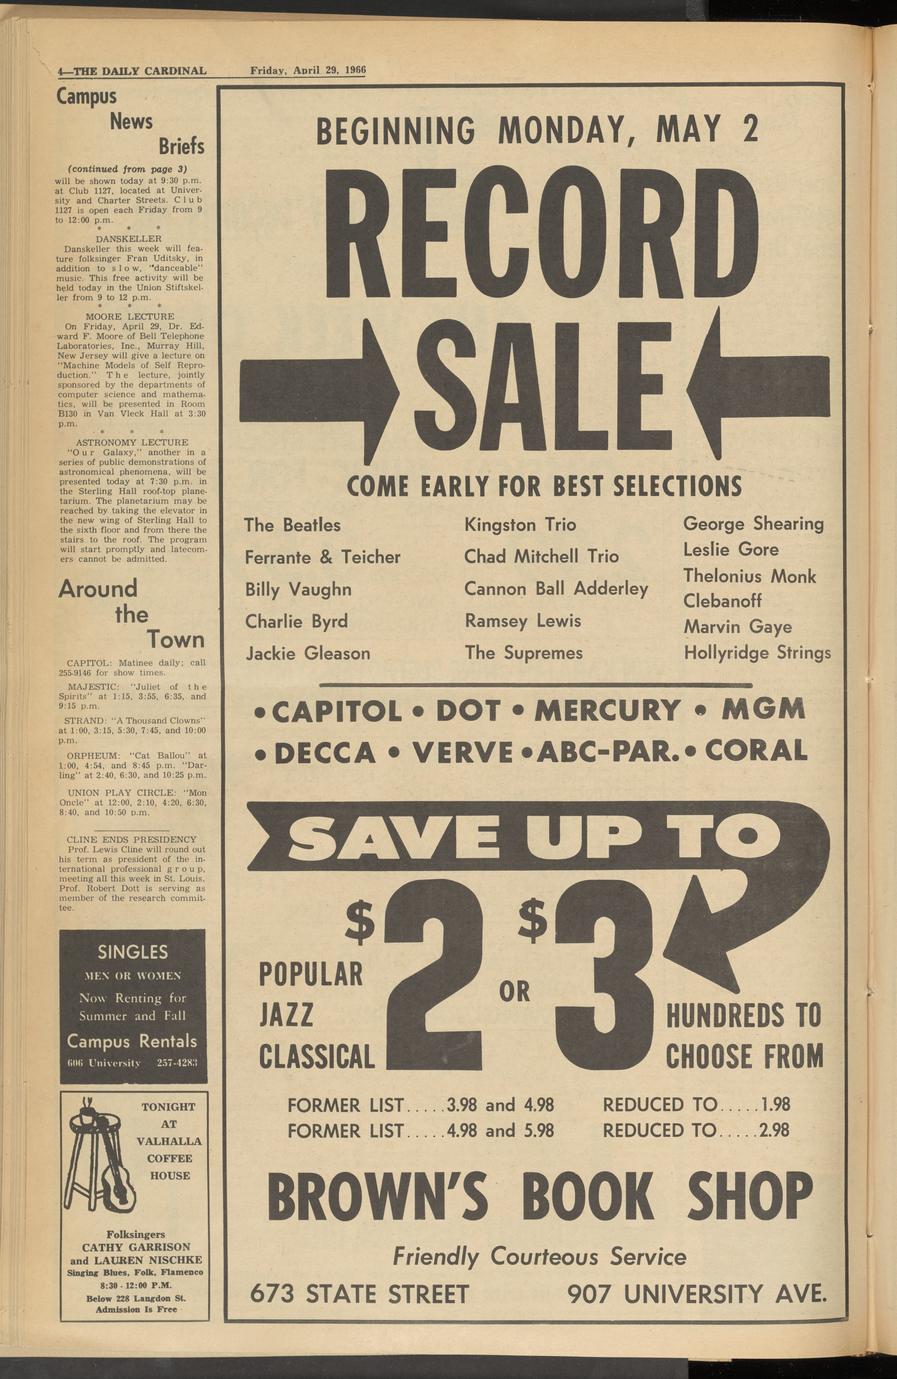 4—THE DAILY CARDINAL Friday, April 29, 1966
Campus
News
Briefs
(continued from page 3)
will be shown today at 9:30 p.m.
at Club 1127, located at Univer-
sity and Charter Streets. Club
1127 is open each Friday from 9
to 12:00 p.m.
* * *
DANSKELLER
Danskeller this week will fea-
ture folksinger Fran Uditsky, in
addition to slow, "danceable"
music. This free activity will be
held today in the Union Stiftskel-
ler from 9 to 12 p.m.
* * *
MOORE LECTURE
On Friday, April 29, Dr. Ed-
ward F. Moore of Bell Telephone
Laboratories, Inc., Murray Hill,
New Jersey will give a lecture on
"Machine Models of Self Repro-
duction." The lecture, jointly
sponsored by the departments of
computer science and mathema-
tics, will be presented in Room
B130 in Van Vleck Hall at 3:30
p.m.
* * *
ASTRONOMY LECTURE
"Our Galaxy," another in a
series of public demonstrations of
astronomical phenomena, will be
presented today at 7:30 p.m. in
the Sterling Hall roof-top plane-
tarium. The planetarium may be
reached by taking the elevator in
the new wing of Sterling Hall to
the sixth floor and from there the
stairs to the roof. The program
will start promptly and latecom-
ers cannot be admitted.
Around
the
Town
CAPITOL: Matinee daily; call
255-9146 for show times.
MAJESTIC: "Juliet of the
Spirits" at 1:15, 3:55, 6:35, and
9:15 p.m.
STRAND: "A Thousand Clowns"
at 1:00, 3:15, 5:30, 7:45, and 10:00
p.m.
ORPHEUM: "Cat Ballou" at
1:00, 4:54, and 8:45 p.m. "Dar-
ling" at 2:40, 6:30, and 10:25 p.m.
UNION PLAY CIRCLE: "Mon
Oncle" at 12:00, 2:10, 4:20, 6:30,
8:40, and 10:50 p.m.
CLINE ENDS PRESIDENCY
Prof. Lewis Cline will round out
his term as president of the in-
ternational professional group,
meeting all this week in St. Louis.
Prof. Robert Dott is serving as
member of the research commit-
tee.
SINGLES
MEN OR WOMEN
Now Renting for
Summer and Fall
Campus Rentals
606 University 257-4283
TONIGHT
AT
VALHALLA
COFFEE
HOUSE
Folksingers
CATHY GARRISON
and LAUREN NISCHKE
Singing Blues, Folk, Flamenco
8:30 - 12:00 P.M.
Below 228 Langdon St.
Admission Is Free
BEGINNING MONDAY, MAY 2
RECORD
SALE
COME EARLY FOR BEST SELECTIONS
The Beatles
Ferrante & Teicher
Billy Vaughn
Charlie Byrd
Jackie Gleason
Kingston Trio
Chad Mitchell Trio
Cannon Ball Adderley
Ramsey Lewis
The Supremes
George Shearing
Leslie Gore
Thelonius Monk
Clebanoff
Marvin Gaye
Hollyridge Strings
• CAPITOL • DOT • MERCURY • MGM
• DECCA • VERVE • ABC-PAR. • CORAL
SAVE UP TO
$2 OR $3
POPULAR
JAZZ
CLASSICAL
HUNDREDS TO
CHOOSE FROM
FORMER LIST.....3.98 and 4.98 REDUCED TO.....1.98
FORMER LIST.....4.98 and 5.98 REDUCED TO.....2.98
BROWN'S BOOK SHOP
Friendly Courteous Service
673 STATE STREET 907 UNIVERSITY AVE.